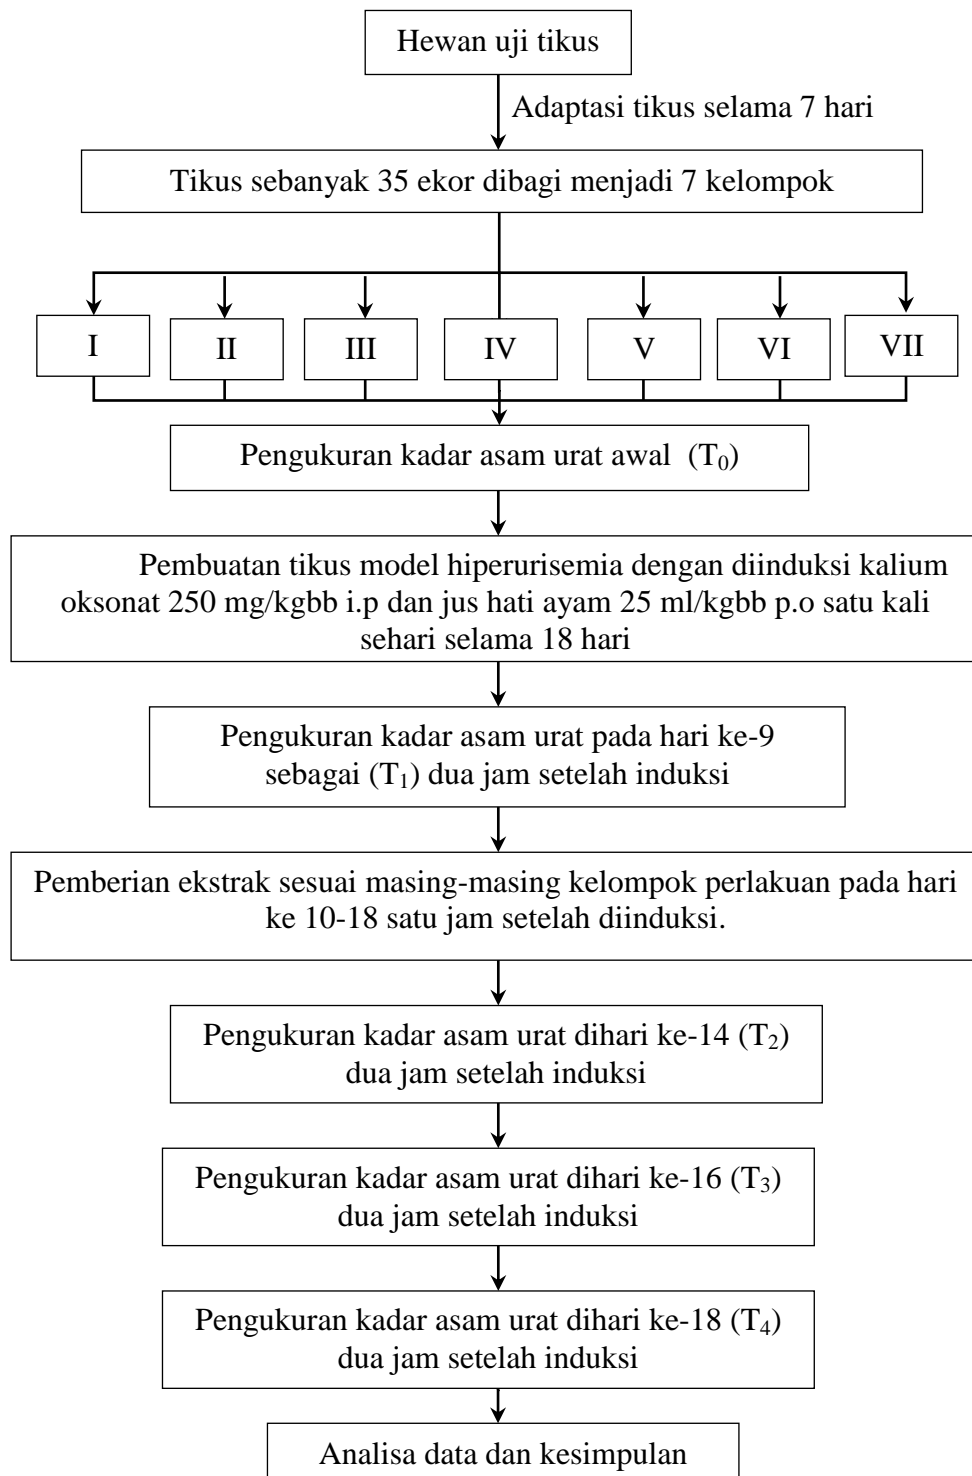 Hewan uji tikus
Adaptasi tikus selama 7 hari
Tikus sebanyak 35 ekor dibagi menjadi 7 kelompok
I
II
III
IV
V
VI
VII
Pengukuran kadar asam urat awal (T₀)
Pembuatan tikus model hiperurisemia dengan diinduksi kalium
oksonat 250 mg/kgbb i.p dan jus hati ayam 25 ml/kgbb p.o satu kali
sehari selama 18 hari
Pengukuran kadar asam urat pada hari ke-9
sebagai (T₁) dua jam setelah induksi
Pemberian ekstrak sesuai masing-masing kelompok perlakuan pada hari
ke 10-18 satu jam setelah diinduksi.
Pengukuran kadar asam urat dihari ke-14 (T₂)
dua jam setelah induksi
Pengukuran kadar asam urat dihari ke-16 (T₃)
dua jam setelah induksi
Pengukuran kadar asam urat dihari ke-18 (T₄)
dua jam setelah induksi
Analisa data dan kesimpulan